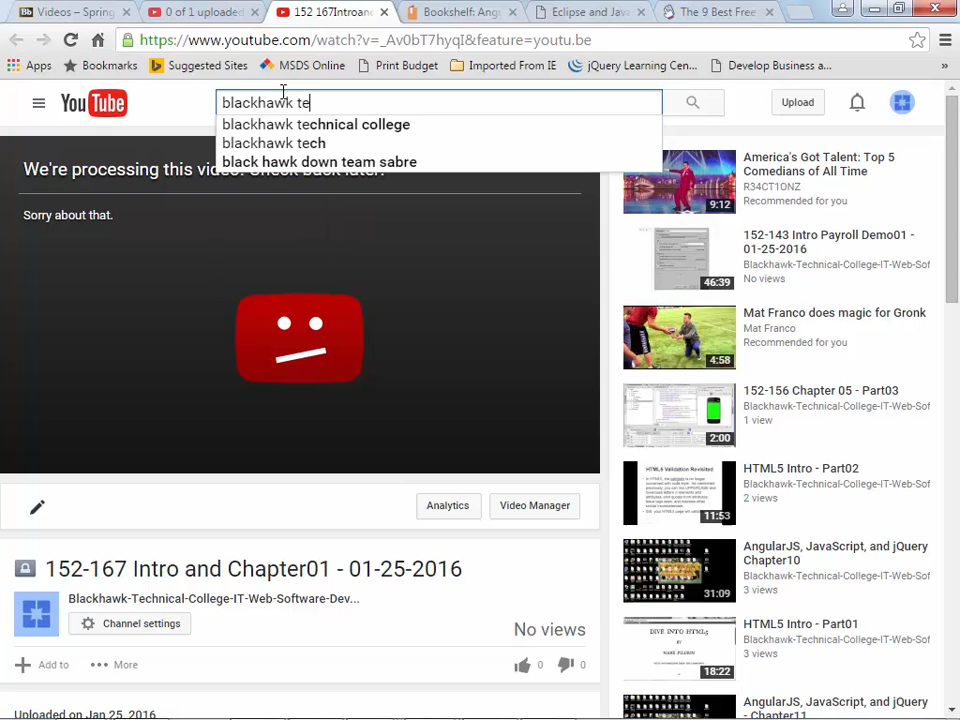 Videos – Spring
0 of 1 uploaded
152 167Introanc
Bookshelf: Angu
Eclipse and Java
The 9 Best Free
https://www.youtube.com/watch?v=_Av0bT7hyqI&feature=youtu.be
Apps
Bookmarks
Suggested Sites
MSDS Online
Print Budget
Imported From IE
jQuery Learning Cen...
Develop Business a...
»
YouTube
blackhawk te
Upload
blackhawk technical college
blackhawk tech
black hawk down team sabre
We're processing this video. Check back later.
Sorry about that.
America's Got Talent: Top 5
Comedians of All Time
R34CT1ONZ
Recommended for you
9:12
152-143 Intro Payroll Demo01 -
01-25-2016
Blackhawk-Technical-College-IT-Web-Sof
No views
46:39
Mat Franco does magic for Gronk
Mat Franco
Recommended for you
4:58
152-156 Chapter 05 - Part03
Blackhawk-Technical-College-IT-Web-Sof
1 view
2:00
HTML5 Validation Revisited
HTML5 Intro - Part02
Blackhawk-Technical-College-IT-Web-Sof
2 views
11:53
AngularJS, JavaScript, and jQuery
Chapter10
Blackhawk-Technical-College-IT-Web-Sof
3 views
31:09
DIVE INTO HTML5
HTML5 Intro - Part01
Blackhawk-Technical-College-IT-Web-Sof
3 views
18:22
AngularJS, JavaScript, and jQuery
- Chapter11
Analytics
Video Manager
152-167 Intro and Chapter01 - 01-25-2016
Blackhawk-Technical-College-IT-Web-Software-Dev...
Channel settings
No views
Add to
More
0
0
Uploaded on Jan 25, 2016